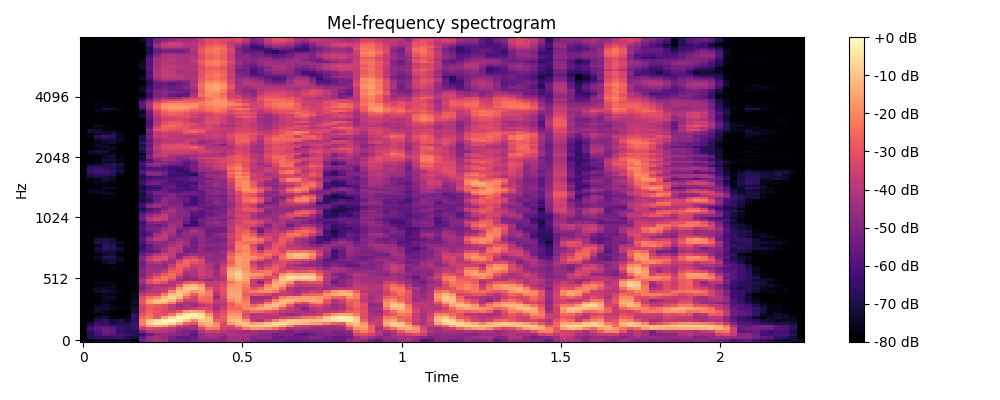 Mel-frequency spectrogram
Hz
4096
2048
1024
512
0
0
0.5
1
1.5
2
Time
+0 dB
-10 dB
-20 dB
-30 dB
-40 dB
-50 dB
-60 dB
-70 dB
-80 dB